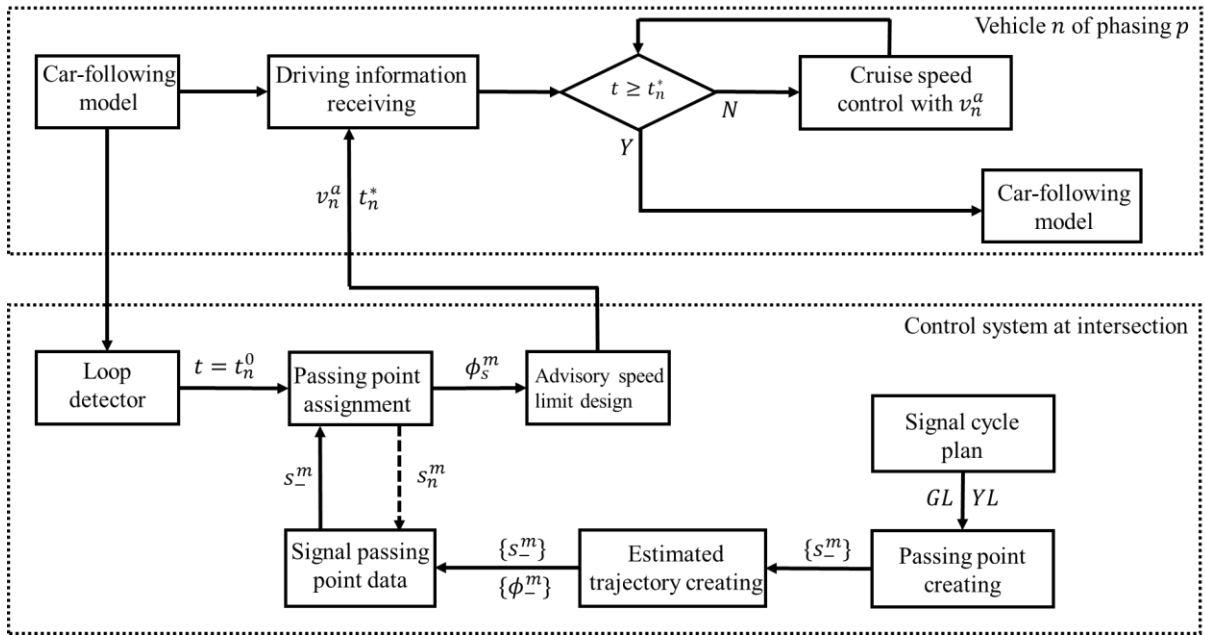 Vehicle n of phasing p
Car-following
model
Driving information
receiving
t ≥ t_n^*
N
Y
Cruise speed
control with v_n^a
Car-following
model
v_n^a t_n^*
Control system at intersection
Loop
detector
t = t_n^0
Passing point
assignment
ϕ_s^m
Advisory speed
limit design
Signal cycle
plan
s_-^m
s_n^m
GL YL
Signal passing
point data
{s_-^m}
{ϕ_-^m}
Estimated
trajectory creating
{s_-^m}
Passing point
creating